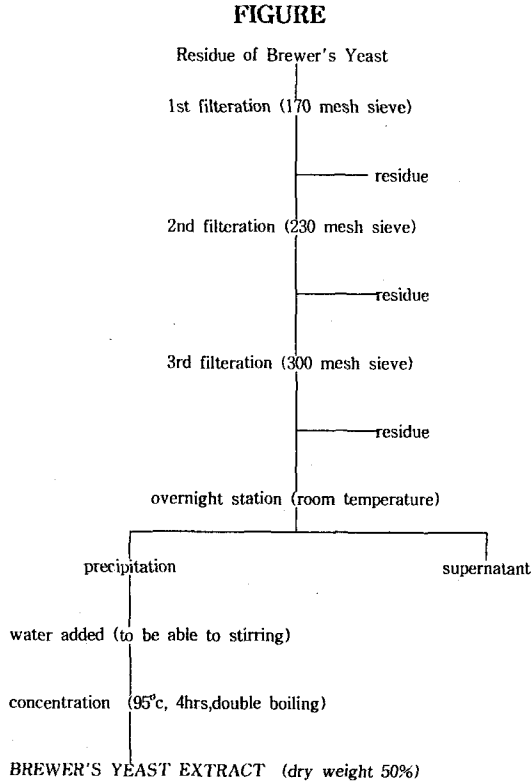 FIGURE
Residue of Brewer's Yeast
1st filteration (170 mesh sieve)
residue
2nd filteration (230 mesh sieve)
residue
3rd filteration (300 mesh sieve)
residue
overnight station (room temperature)
precipitation supernatant
water added (to be able to stirring)
concentration (95°c, 4hrs,double boiling)
BREWER'S YEAST EXTRACT (dry weight 50%)